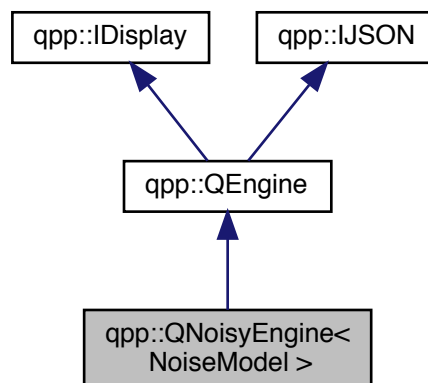 qpp::IDisplay
qpp::IJSON
qpp::QEngine
qpp::QNoisyEngine<
NoiseModel >